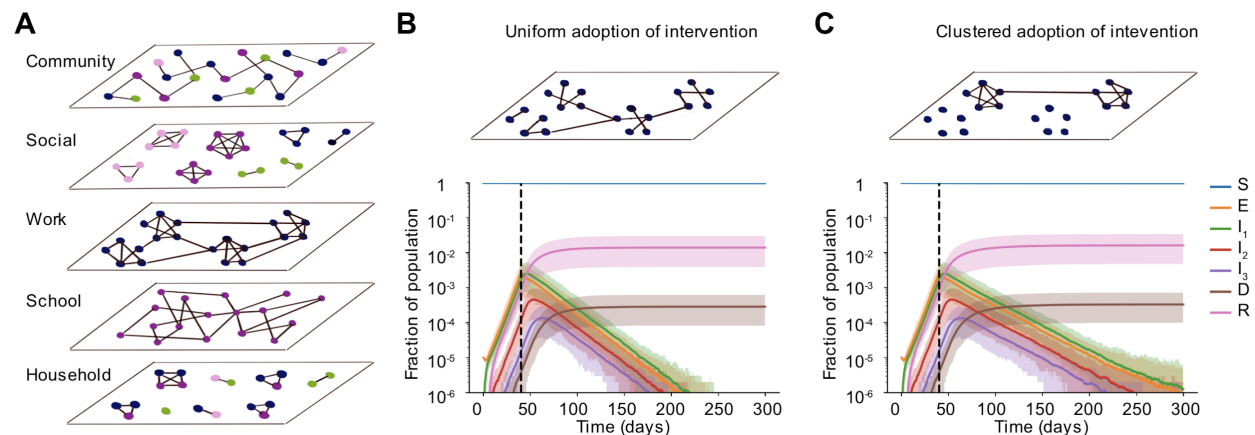 A
Community
Social
Work
School
Household
B
Uniform adoption of intervention
Fraction of population
1
10-1
10-2
10-3
10-4
10-5
10-6
0 50 100 150 200 250 300
Time (days)
C
Clustered adoption of intevention
Fraction of population
1
10-1
10-2
10-3
10-4
10-5
10-6
0 50 100 150 200 250 300
Time (days)
S
E
I1
I2
I3
D
R